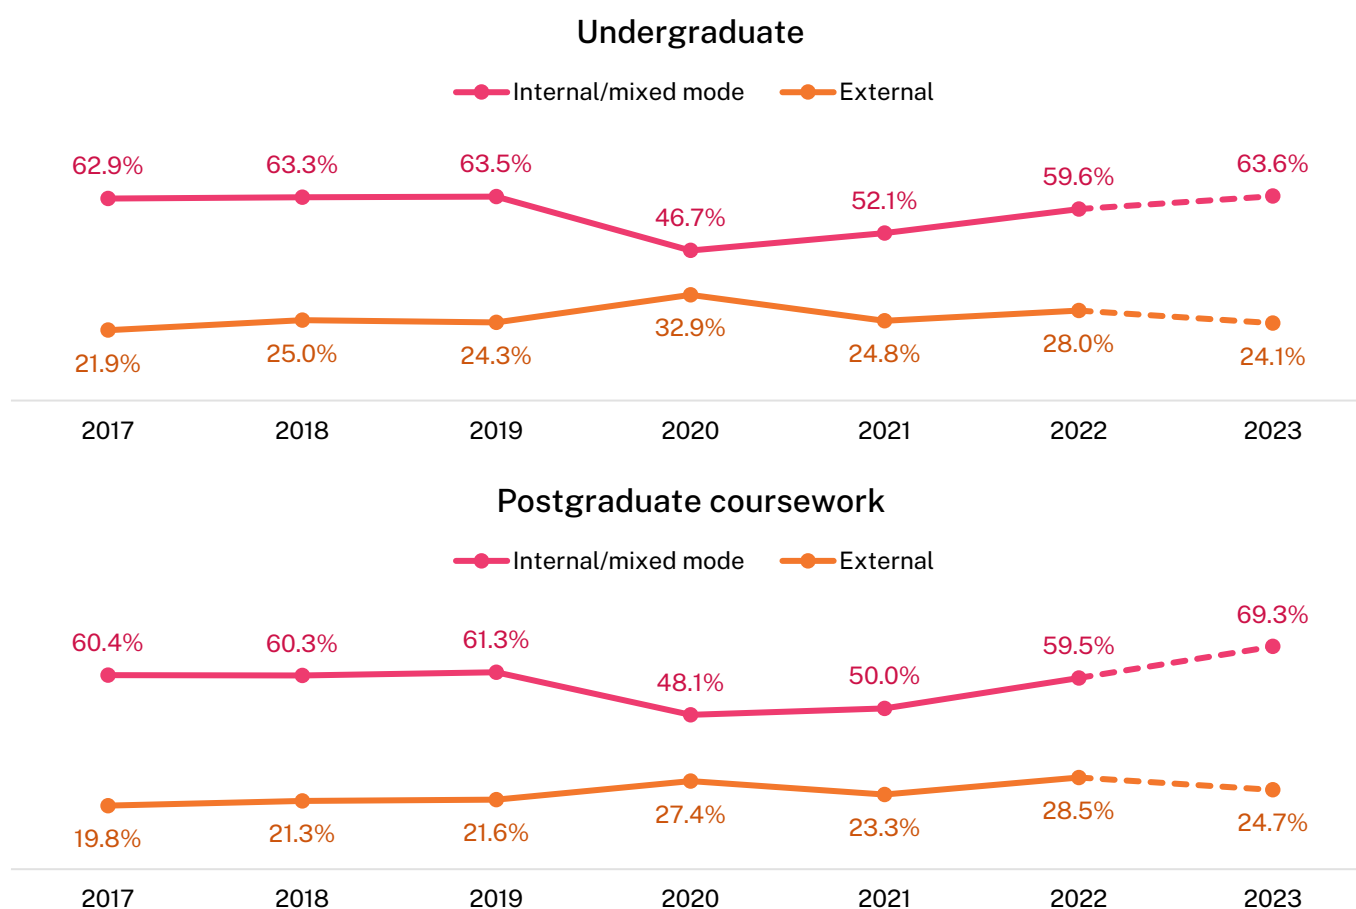 Undergraduate
Internal/mixed mode External
62.9% 63.3% 63.5% 46.7% 52.1% 59.6% 63.6%
21.9% 25.0% 24.3% 32.9% 24.8% 28.0% 24.1%
2017 2018 2019 2020 2021 2022 2023
Postgraduate coursework
Internal/mixed mode External
60.4% 60.3% 61.3% 48.1% 50.0% 59.5% 69.3%
19.8% 21.3% 21.6% 27.4% 23.3% 28.5% 24.7%
2017 2018 2019 2020 2021 2022 2023